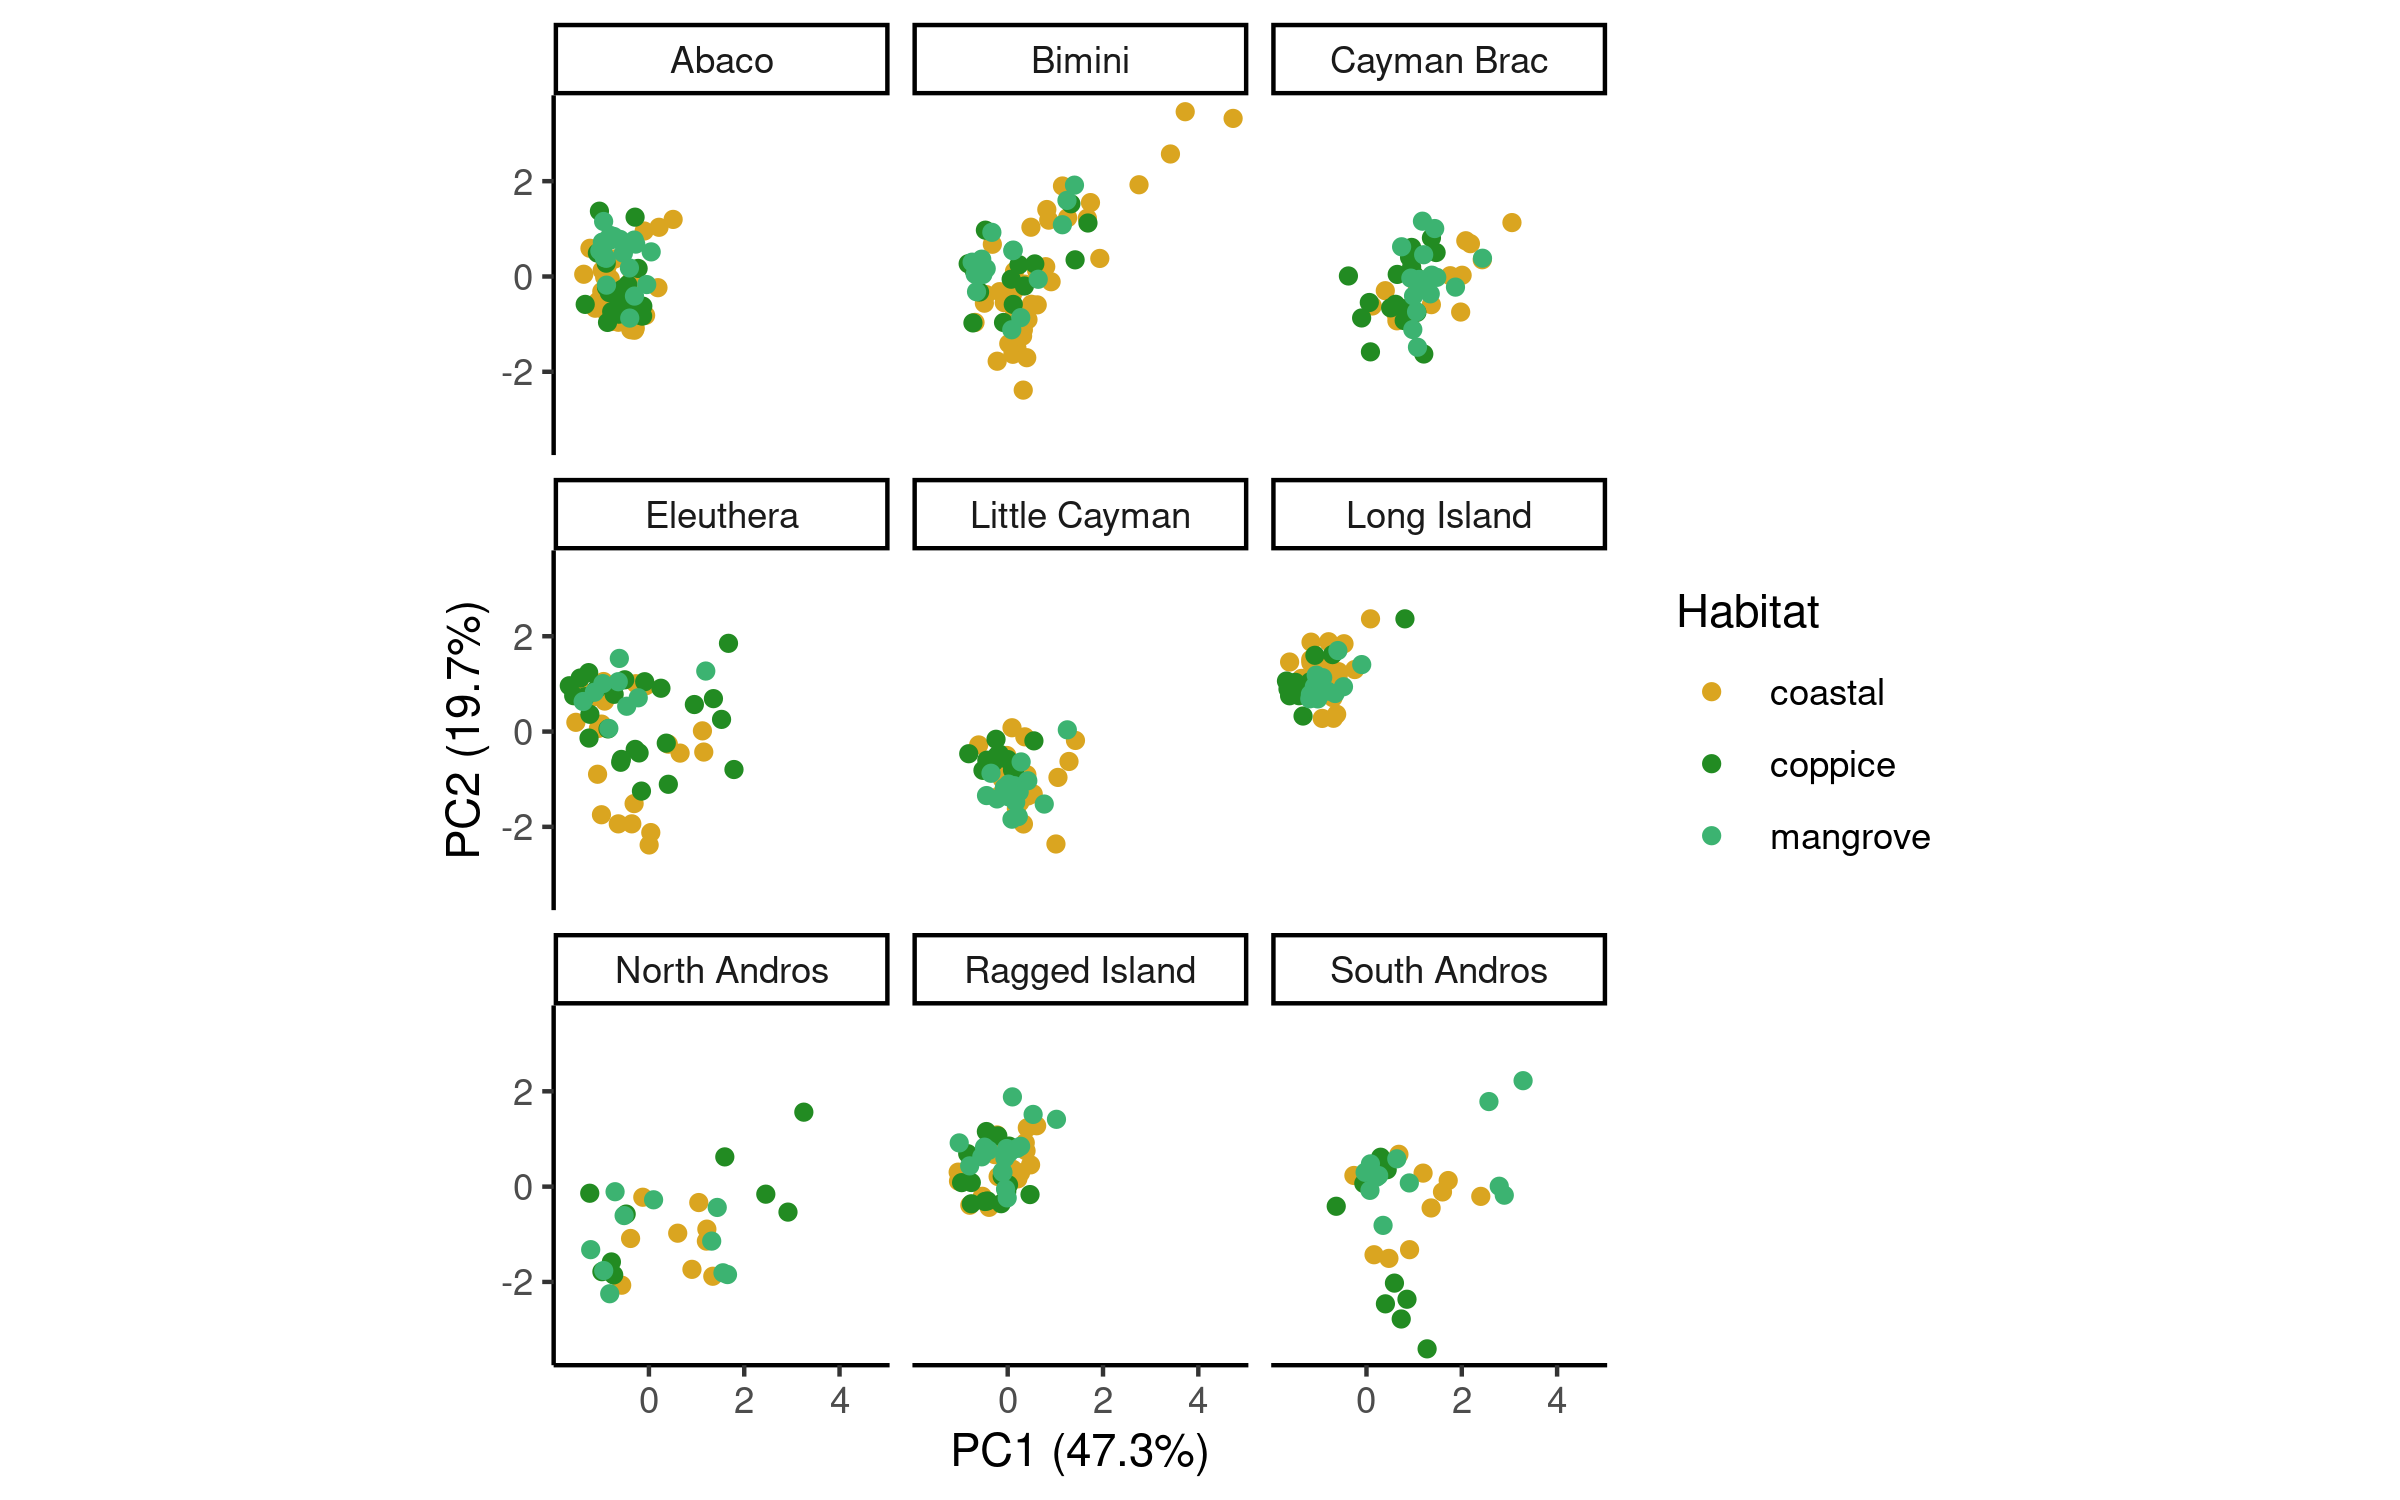 Abaco
Bimini
Cayman Brac
2
0
-2
Eleuthera
Little Cayman
Long Island
2
0
-2
PC2 (19.7%)
Habitat
coastal
coppice
mangrove
North Andros
Ragged Island
South Andros
2
0
-2
0 2 4
0 2 4
0 2 4
PC1 (47.3%)